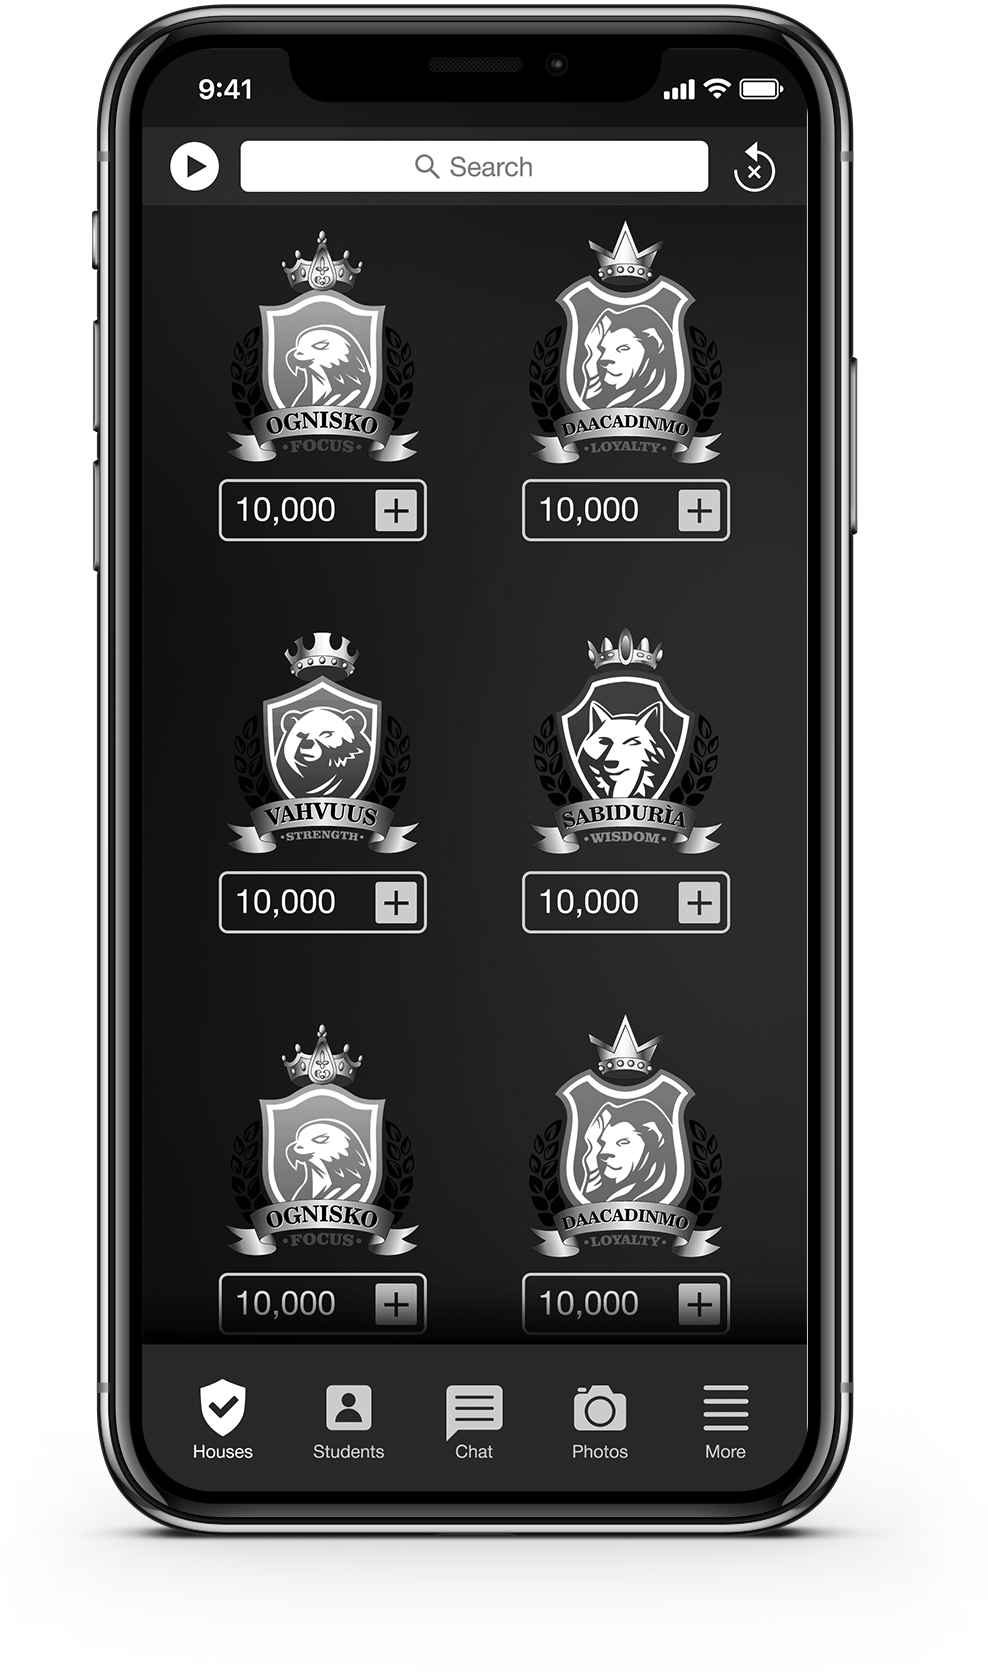 9:41
Search
OGNISKO
•FOCUS•
10,000 +
DAACADINMO
•LOYALTY•
10,000 +
VAHVUUS
•STRENGTH•
10,000 +
SABIDURÌA
•WISDOM•
10,000 +
OGNISKO
•FOCUS•
10,000 +
DAACADINMO
•LOYALTY•
10,000 +
Houses
Students
Chat
Photos
More